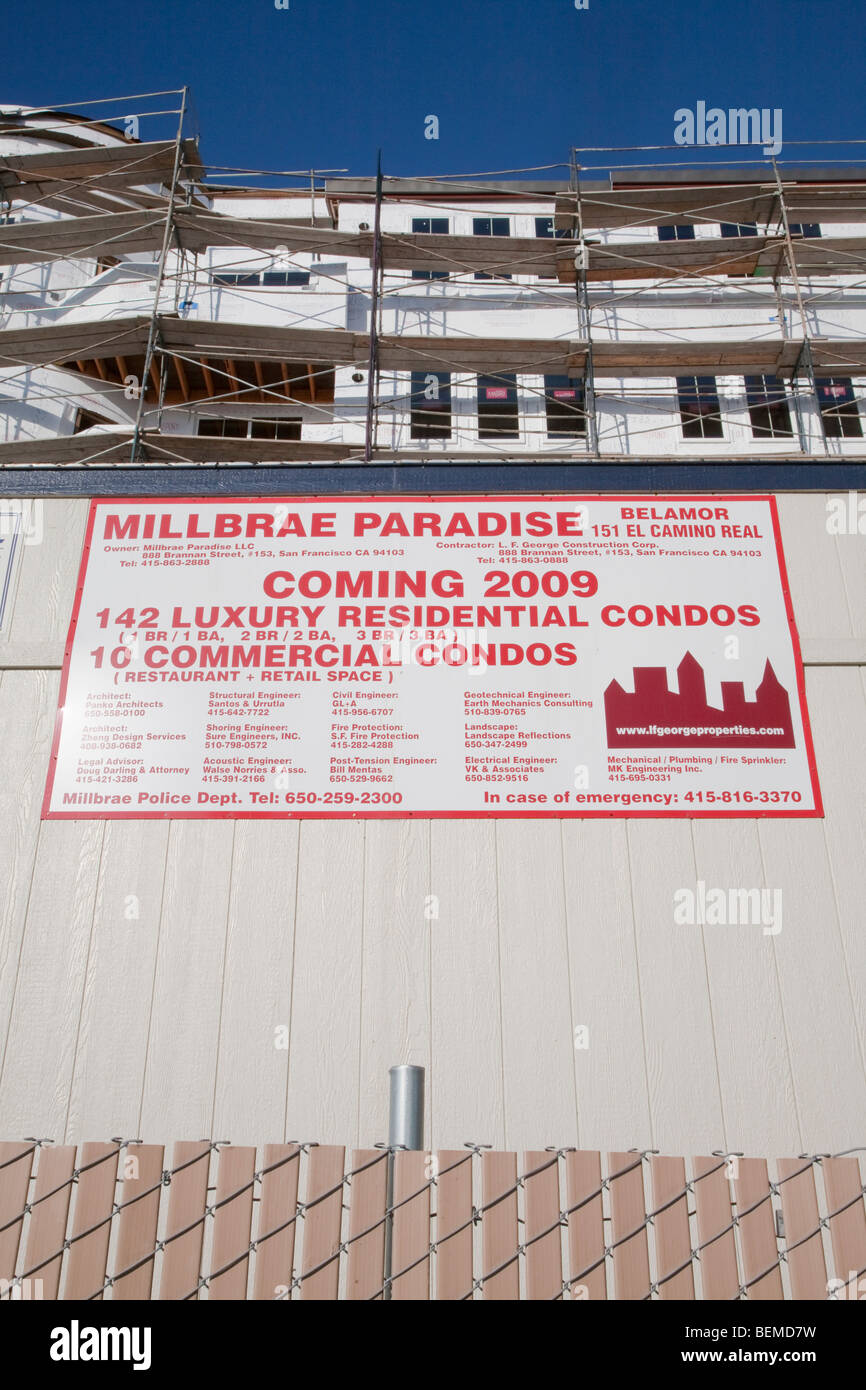 MILLBRAE PARADISE
BELAMOR
151 EL CAMINO REAL
Owner: Millbrae Paradise LLC
888 Brannan Street, #153, San Francisco CA 94103
Tel: 415-863-2888
Contractor: L. F. George Construction Corp.
888 Brannan Street, #153, San Francisco CA 94103
Tel: 415-863-0888
COMING 2009
142 LUXURY RESIDENTIAL CONDOS
( 1 BR / 1 BA, 2 BR / 2 BA, 3 BR / 3 BA )
10 COMMERCIAL CONDOS
( RESTAURANT + RETAIL SPACE )
Architect:
Panko Architects
650-558-0100
Structural Engineer:
Santos & Urrutla
415-642-7722
Civil Engineer:
GL+A
415-956-6707
Geotechnical Engineer:
Earth Mechanics Consulting
510-839-0765
Architect:
Zheng Design Services
408-938-0682
Shoring Engineer:
Sure Engineers, INC.
510-798-0572
Fire Protection:
S.F. Fire Protection
415-282-4288
Landscape:
Landscape Reflections
650-347-2499
www.lfgeorgeproperties.com
Legal Advisor:
Doug Darling & Attorney
415-421-3286
Acoustic Engineer:
Walse Norries & Asso.
415-391-2166
Post-Tension Engineer:
Bill Mentas
650-529-9662
Electrical Engineer:
VK & Associates
650-852-9516
Mechanical / Plumbing / Fire Sprinkler:
MK Engineering Inc.
415-695-0331
Millbrae Police Dept. Tel: 650-259-2300
In case of emergency: 415-816-3370
alamy
alamy
Image ID: BEMD7W
www.alamy.com